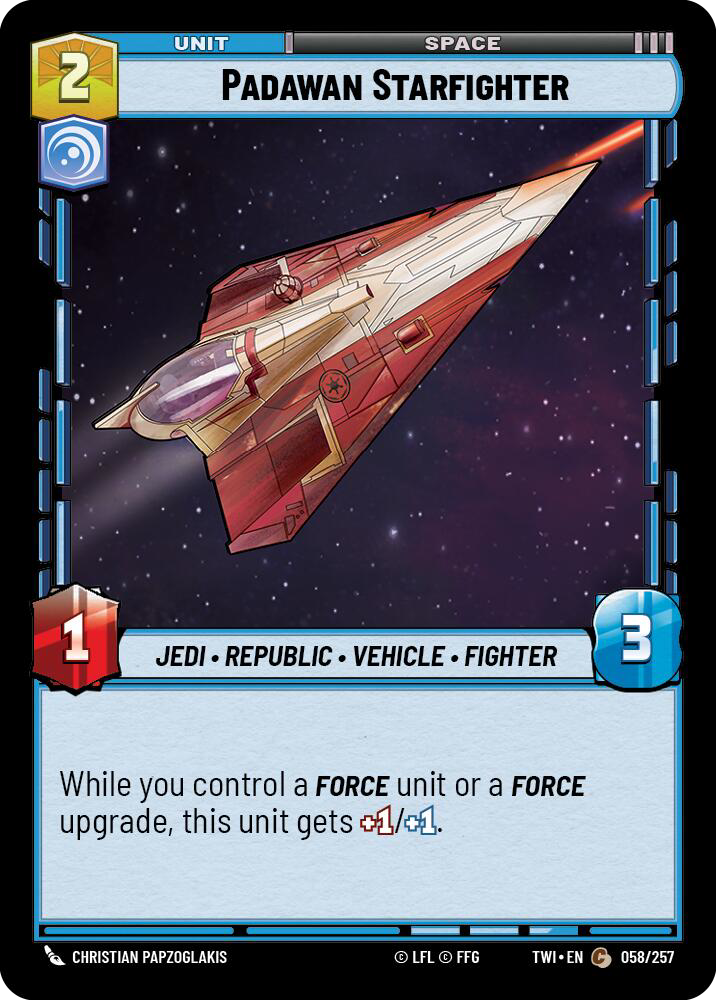 UNIT
SPACE
2
PADAWAN STARFIGHTER
1
JEDI • REPUBLIC • VEHICLE • FIGHTER
3
While you control a FORCE unit or a FORCE
upgrade, this unit gets +1/+1.
CHRISTIAN PAPZOGLAKIS
© LFL © FFG
TWI • EN C 058/257